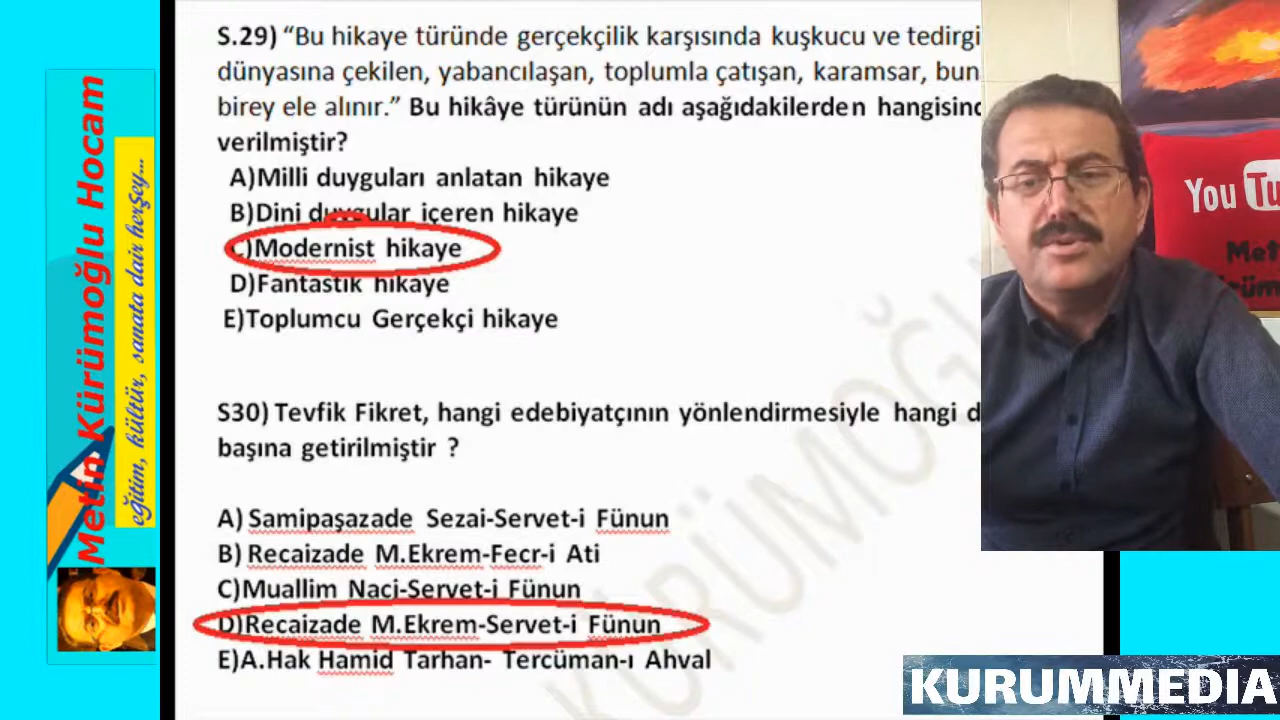 S.29) “Bu hikaye türünde gerçekçilik karşısında kuşkucu ve
dünyasına çekilen, yabancılaşan, toplumla çatışan, karamsar,
birey ele alınır.” Bu hikâye türünün adı aşağıdakilerden
verilmiştir?
A)Milli duyguları anlatan hikaye
B)Dini duygular içeren hikaye
C)Modernist hikaye
D)Fantastik hikaye
E)Toplumcu Gerçekçi hikaye
S30) Tevfik Fikret, hangi edebiyatçının yönlendirmesiyle hangi
başına getirilmiştir ?
A) Samipaşazade Sezai-Servet-i Fünun
B) Recaizade M.Ekrem-Fecr-i Ati
C)Muallim Naci-Servet-i Fünun
D)Recaizade M.Ekrem-Servet-i Fünun
E)A.Hak Hamid Tarhan- Tercüman-ı Ahval
Metin Kürümoğlu Hocam
eğitim, kültür, sanata dair herşey...
You
KURUMMEDIA